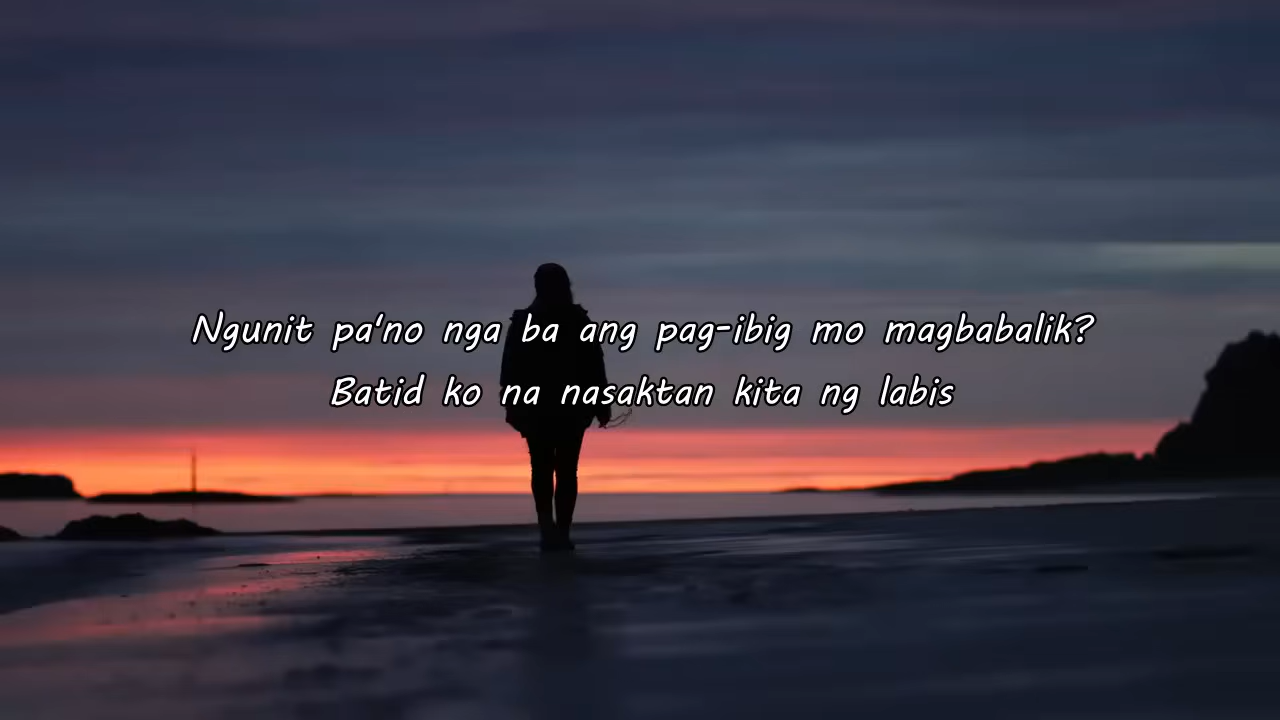 Ngunit pa'no nga ba ang pag-ibig mo magbabalik?
Batid ko na nasaktan kita ng labis